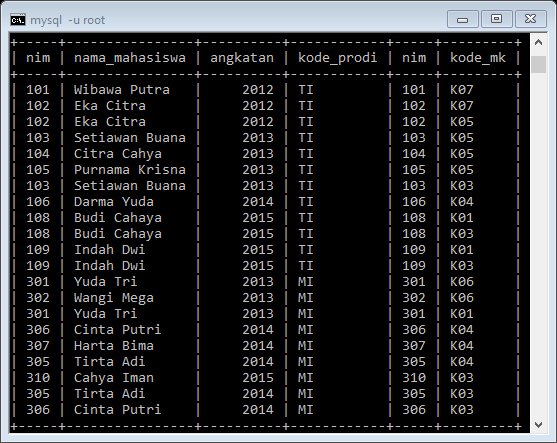 mysql -u root
+-----+----------------+----------+------------+-----+---------+
| nim | nama_mahasiswa | angkatan | kode_prodi | nim | kode_mk |
+-----+----------------+----------+------------+-----+---------+
| 101 | Wibawa Putra   |     2012 | TI         | 101 | K07     |
| 102 | Eka Citra      |     2012 | TI         | 102 | K07     |
| 102 | Eka Citra      |     2012 | TI         | 102 | K05     |
| 103 | Setiawan Buana |     2013 | TI         | 103 | K05     |
| 104 | Citra Cahya    |     2013 | TI         | 104 | K05     |
| 105 | Purnama Krisna |     2013 | TI         | 105 | K05     |
| 103 | Setiawan Buana |     2013 | TI         | 103 | K03     |
| 106 | Darma Yuda     |     2014 | TI         | 106 | K04     |
| 108 | Budi Cahaya    |     2015 | TI         | 108 | K01     |
| 108 | Budi Cahaya    |     2015 | TI         | 108 | K03     |
| 109 | Indah Dwi      |     2015 | TI         | 109 | K01     |
| 109 | Indah Dwi      |     2015 | TI         | 109 | K03     |
| 301 | Yuda Tri       |     2013 | MI         | 301 | K06     |
| 302 | Wangi Mega     |     2013 | MI         | 302 | K06     |
| 301 | Yuda Tri       |     2013 | MI         | 301 | K01     |
| 306 | Cinta Putri    |     2014 | MI         | 306 | K04     |
| 307 | Harta Bima     |     2014 | MI         | 307 | K04     |
| 305 | Tirta Adi      |     2014 | MI         | 305 | K04     |
| 310 | Cahya Iman     |     2015 | MI         | 310 | K03     |
| 305 | Tirta Adi      |     2014 | MI         | 305 | K03     |
| 306 | Cinta Putri    |     2014 | MI         | 306 | K03     |
+-----+----------------+----------+------------+-----+---------+